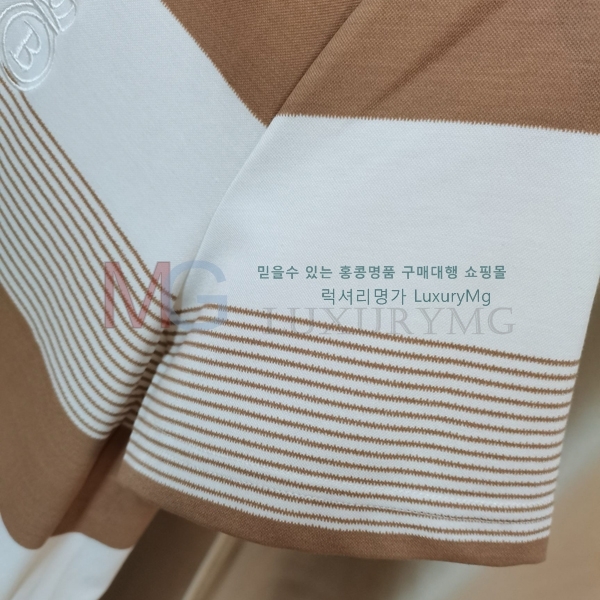 B
믿을수 있는 홍콩명품 구매대행 쇼핑몰
MG
럭셔리명가 LuxuryMg
LUXURYMG